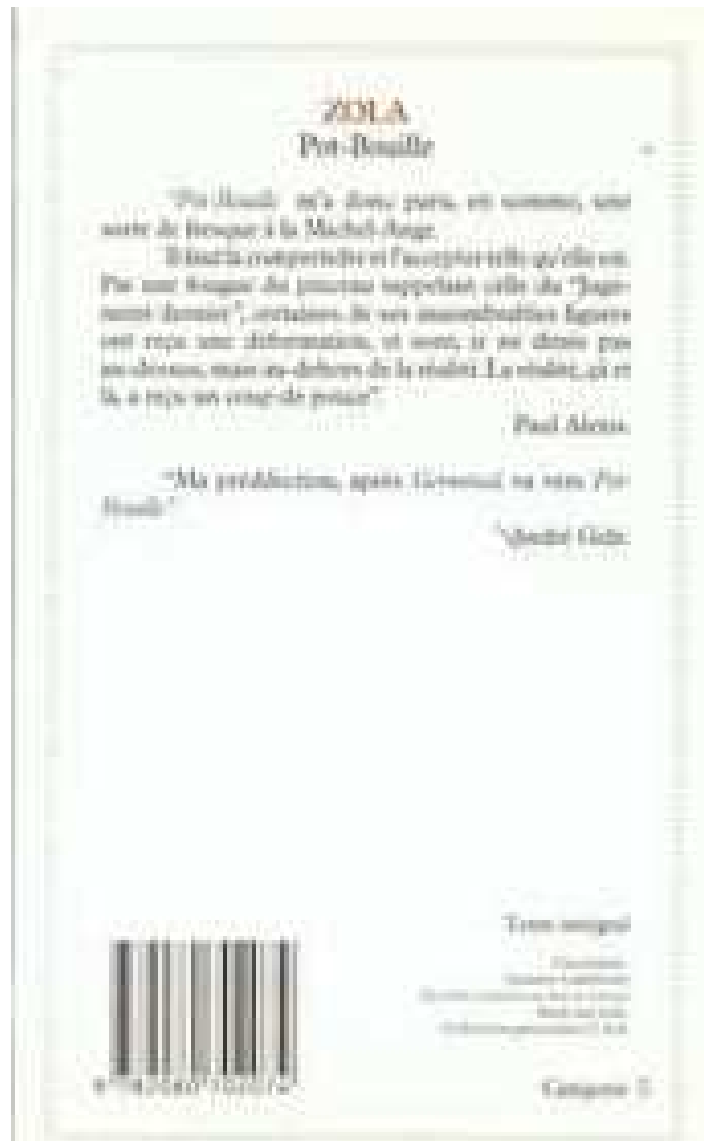 ZOLA
Pot-Bouille
"Pot-Bouille m'a donc paru, en somme, une
sorte de fresque à la Michel-Ange.
Il faut la comprendre et l'accepter telle qu'elle est.
Par une fougue du pinceau rappelant celle du "Juge-
ment dernier", certaines de ses innombrables figures
ont reçu une déformation, et sont, je ne dirais pas
au-dessus, mais au-dehors de la réalité. La réalité, çà et
là, a reçu un coup de pouce".
Paul Alexis.
"Ma prédilection, après Germinal va vers Pot-
Bouille"
André Gide.
Texte intégral
Catégorie